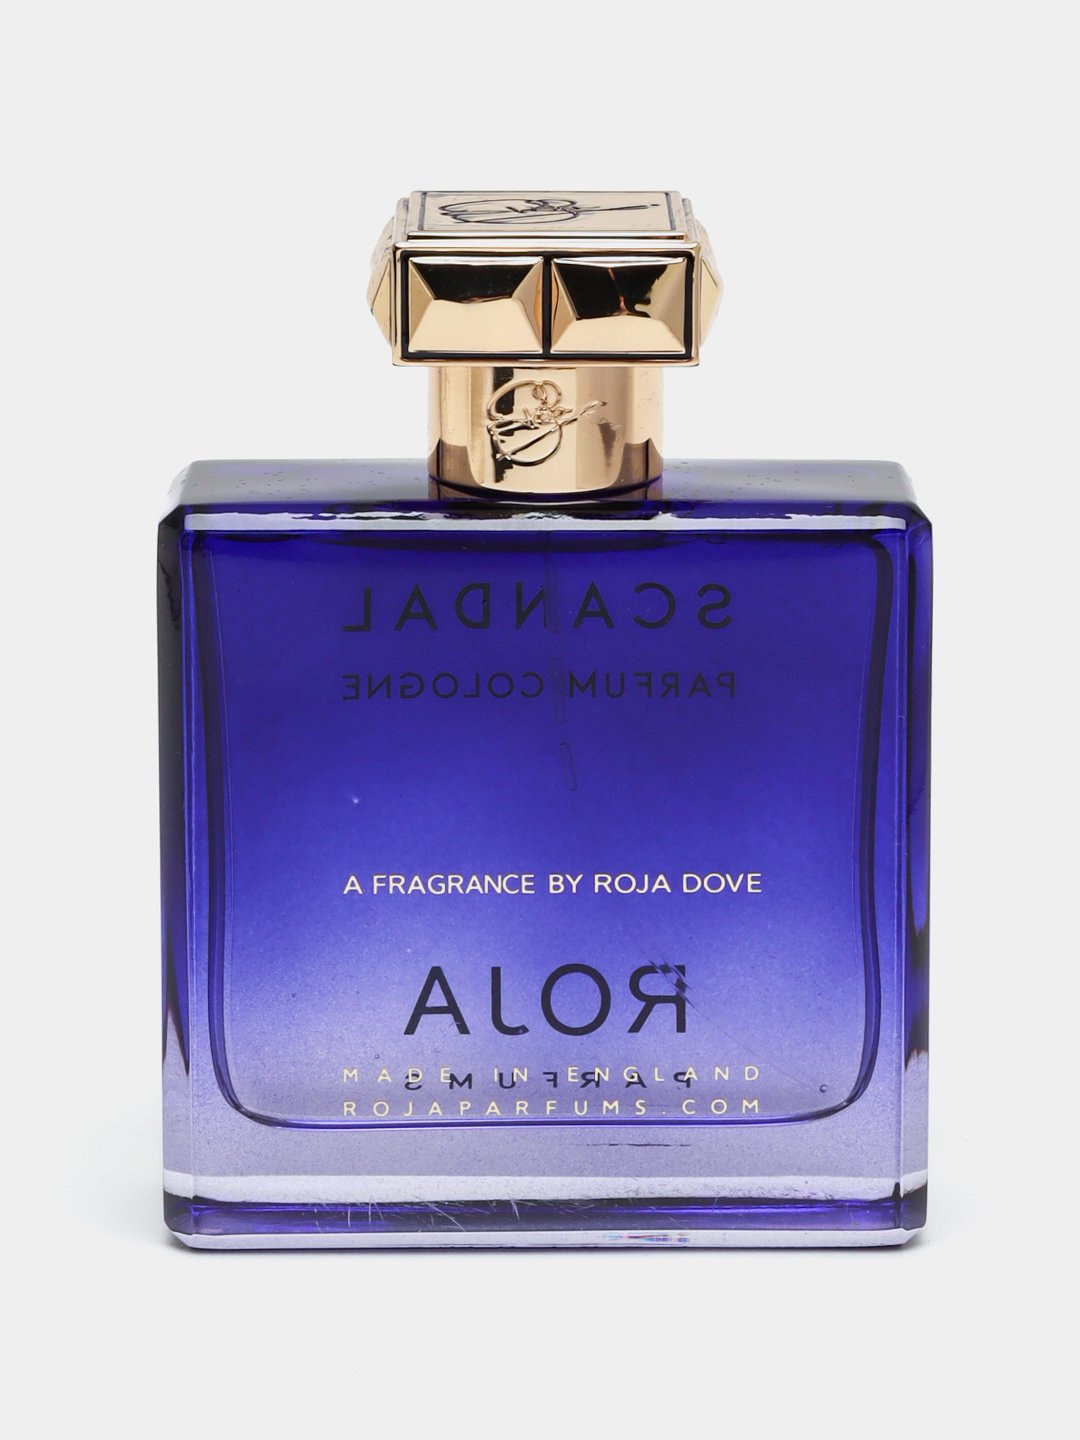 SCANDAL
PARFUM COLOGNE
A FRAGRANCE BY ROJA DOVE
ROJA
MADE IN ENGLAND
PARFUMS
ROJAPARFUMS.COM